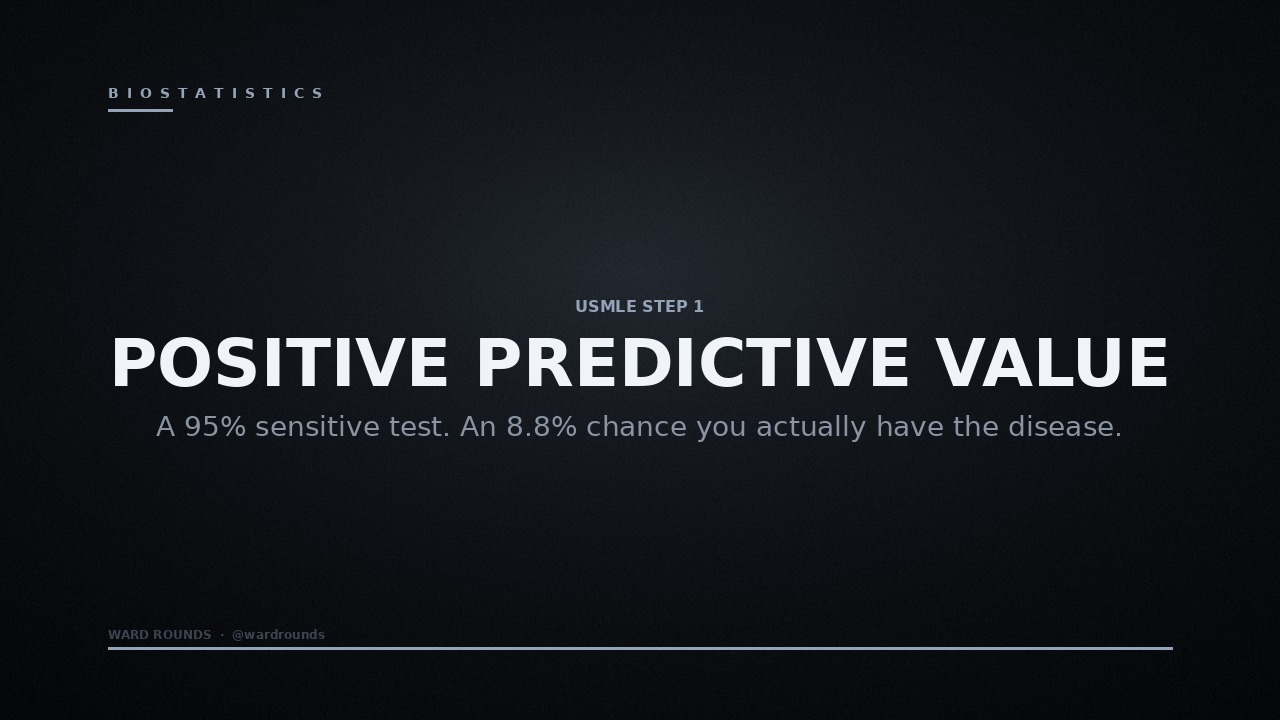 BIOSTATISTICS
USMLE STEP 1
POSITIVE PREDICTIVE VALUE
A 95% sensitive test. An 8.8% chance you actually have the disease.
WARD ROUNDS · @wardrounds